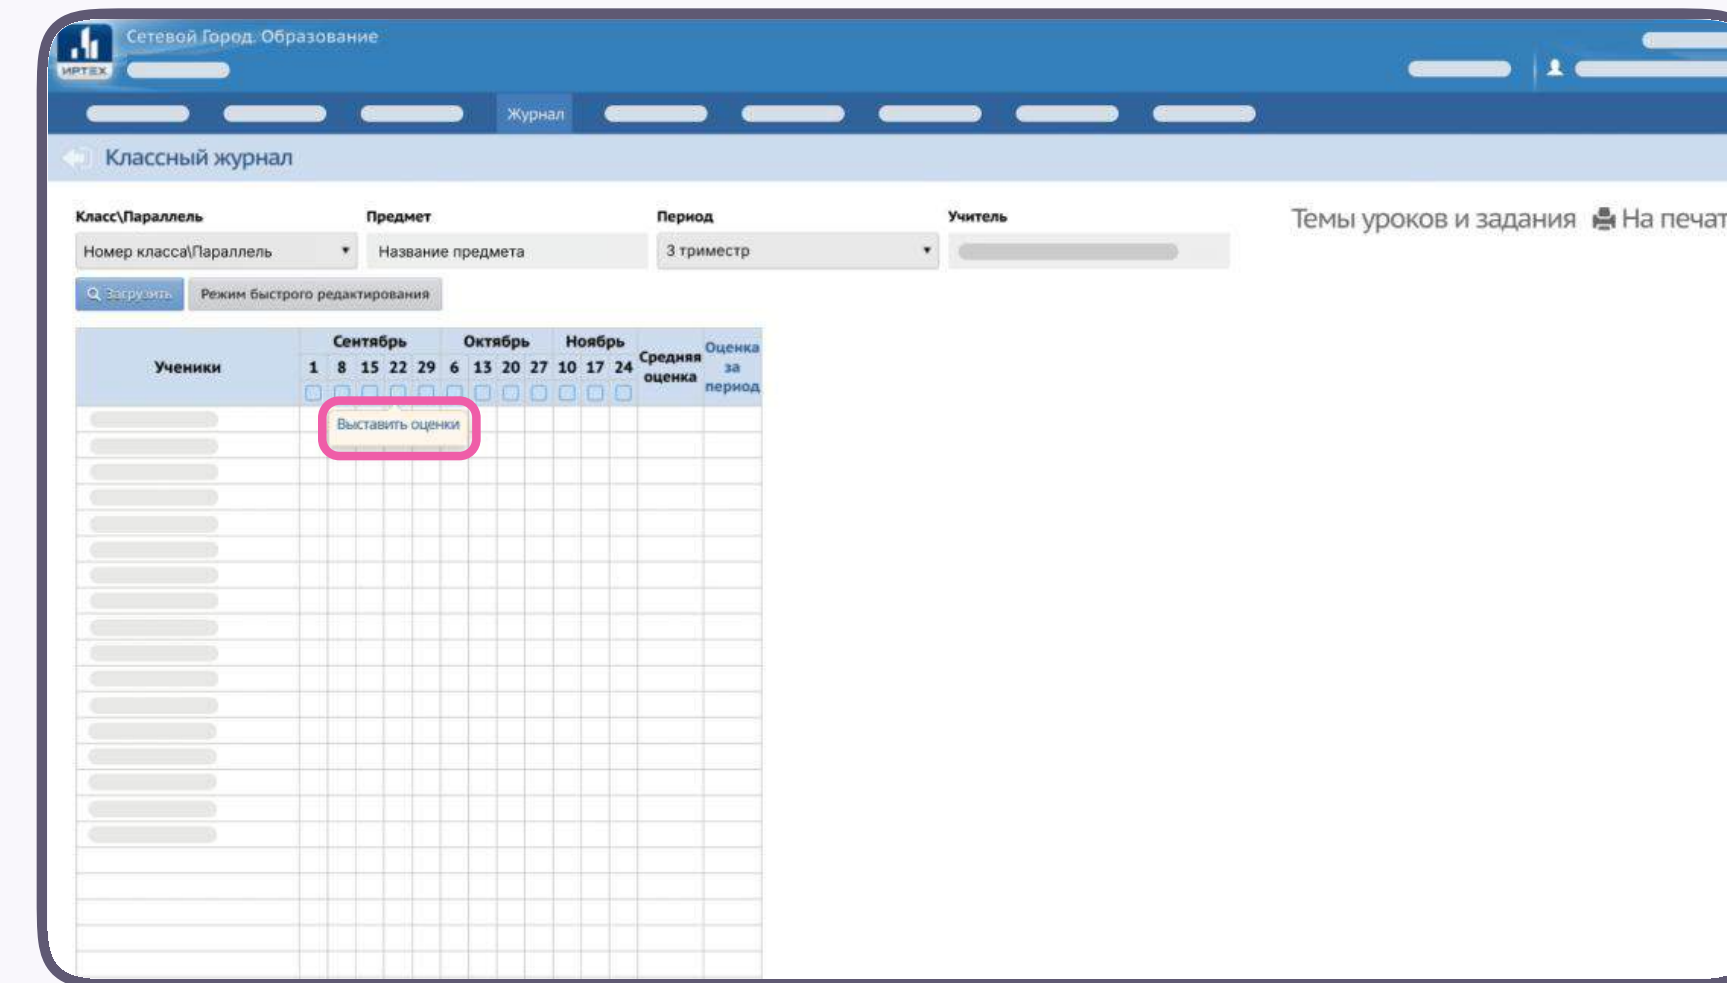 Сетевой Город. Образование
ИРТЕХ
Журнал
Классный журнал
Класс\Параллель Предмет Период Учитель
Темы уроков и задания На печат
Номер класса\Параллель Название предмета 3 триместр
Загрузить Режим быстрого редактирования
Ученики Сентябрь Октябрь Ноябрь Средняя оценка Оценка за период
1 8 15 22 29 6 13 20 27 10 17 24
Выставить оценки